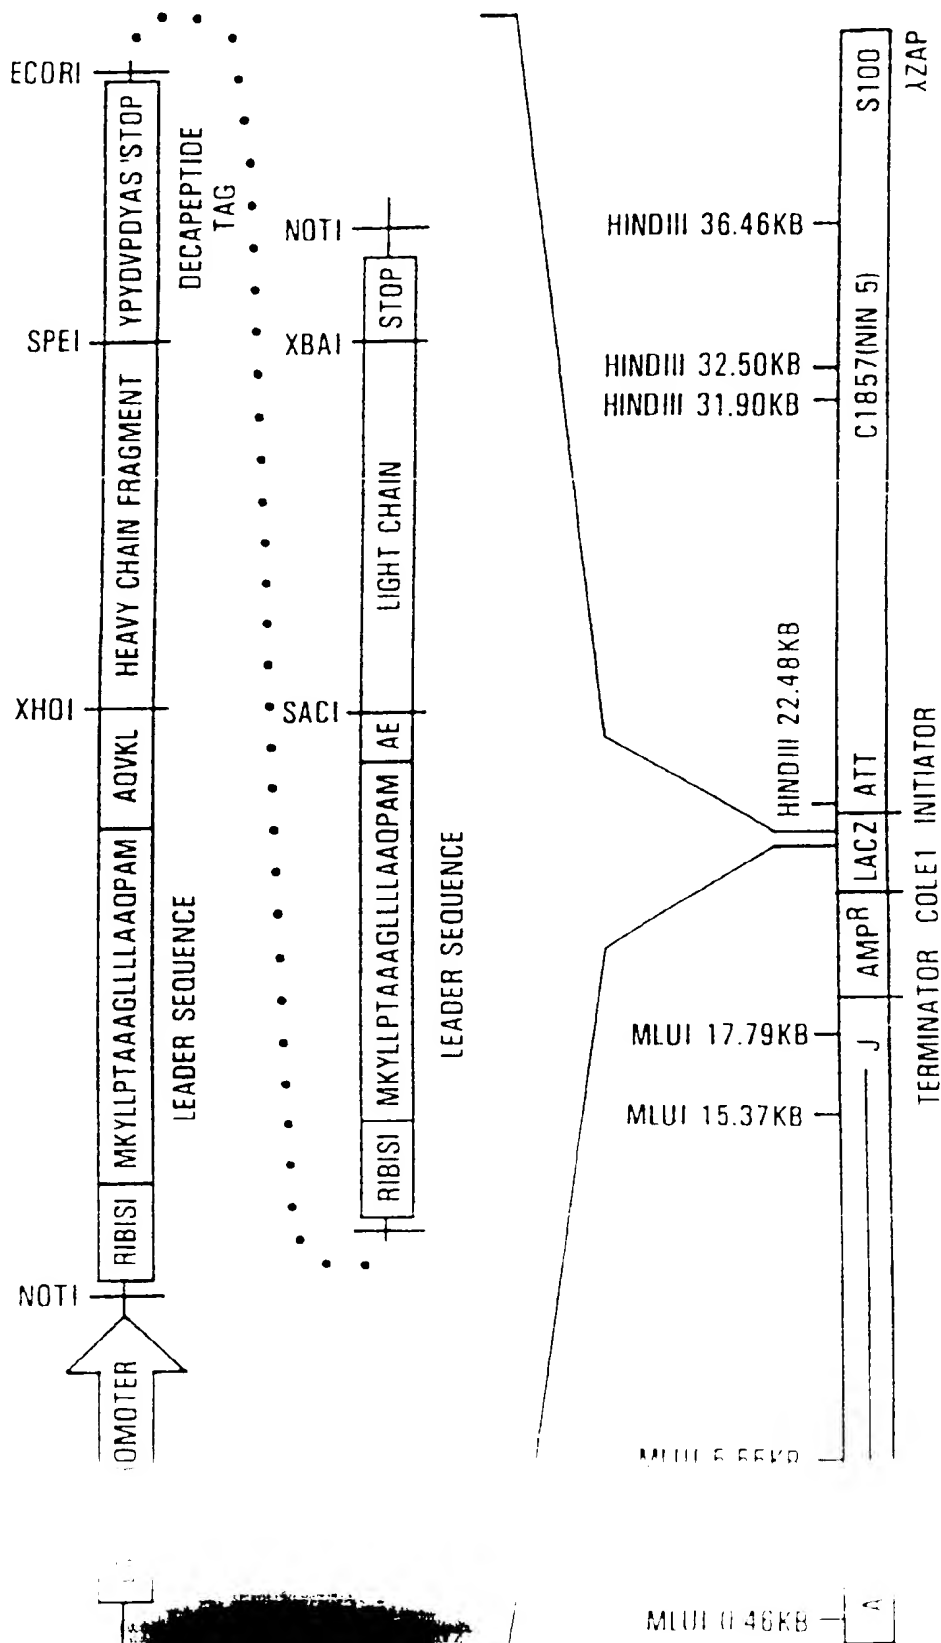 ECORI
SPEI
XHOI
NOTI
OMOTER
RIBISI
MKYLLPTAAAGLLLLAAQPAM
AQVKL
HEAVY CHAIN FRAGMENT
YPYDVPDYAS'STOP
LEADER SEQUENCE
DECAPEPTIDE
TAG
NOTI
XBAI
SACI
RIBISI
MKYLLPTAAAGLLLLAAQPAM
AE
LIGHT CHAIN
STOP
LEADER SEQUENCE
HINDIII 36.46KB
HINDIII 32.50KB
HINDIII 31.90KB
HINDIII 22.48KB
MLUI 17.79KB
MLUI 15.37KB
MLUI 0.46KB
A
J
AMPR
LACZ
ATT
C1857(NIN 5)
S100
TERMINATOR COLE1 INITIATOR
λZAP